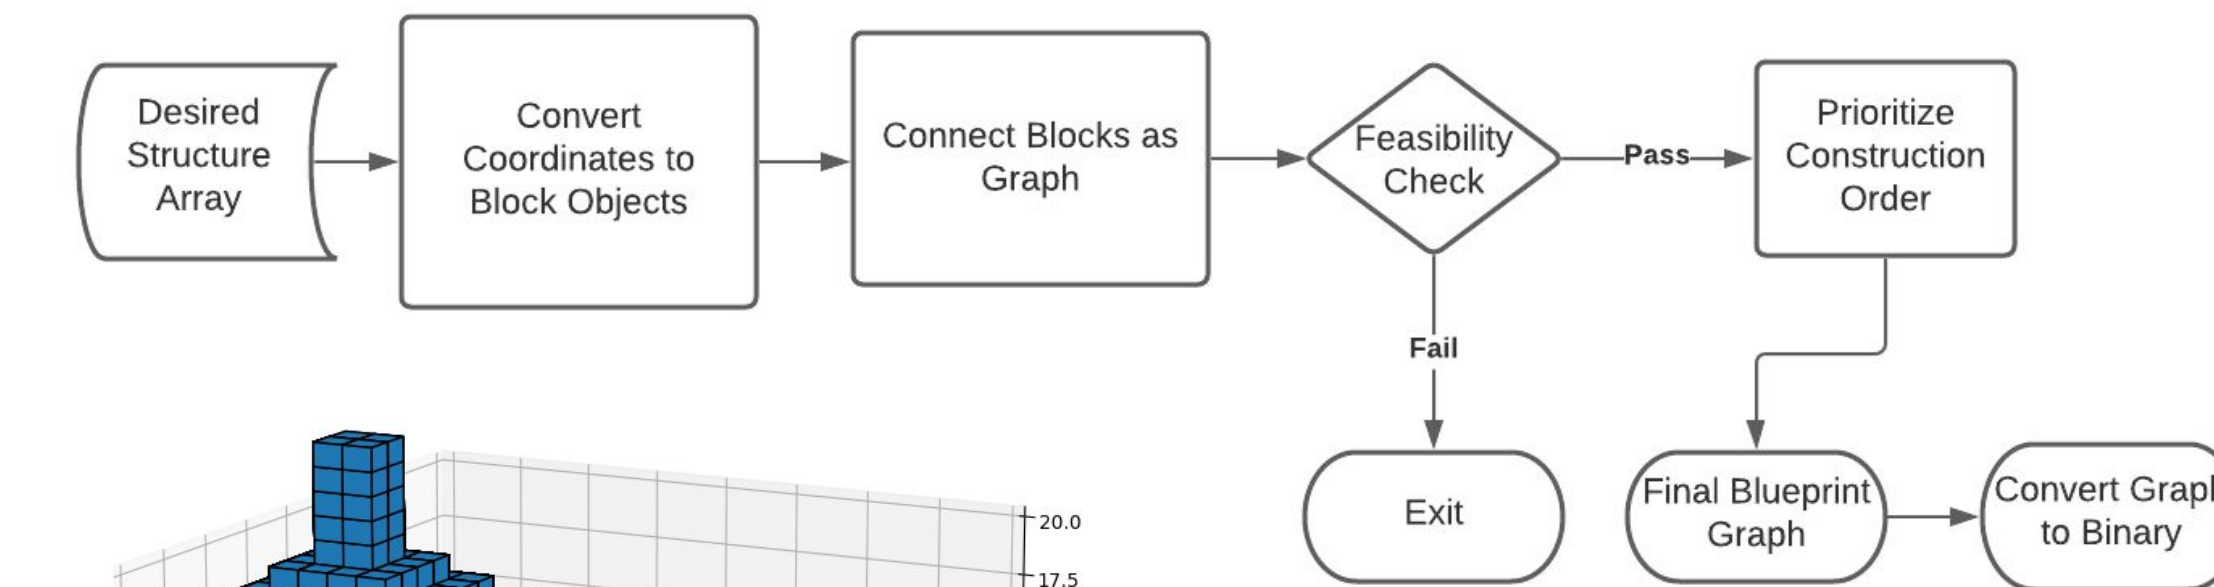 Desired
Structure
Array
Convert
Coordinates to
Block Objects
Connect Blocks as
Graph
Feasibility
Check
Pass
Prioritize
Construction
Order
Fail
Exit
Final Blueprint
Graph
Convert
to Binary
20.0
17.5